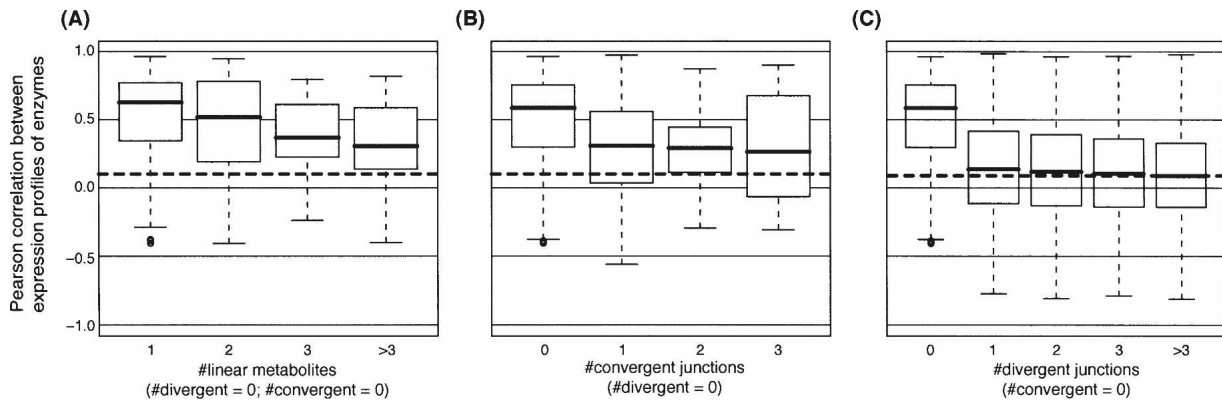 (A)
(B)
(C)
Pearson correlation between
expression profiles of enzymes
1.0
0.5
0.0
−0.5
−1.0
1 2 3 >3
#linear metabolites
(#divergent = 0; #convergent = 0)
0 1 2 3
#convergent junctions
(#divergent = 0)
0 1 2 3 >3
#divergent junctions
(#convergent = 0)